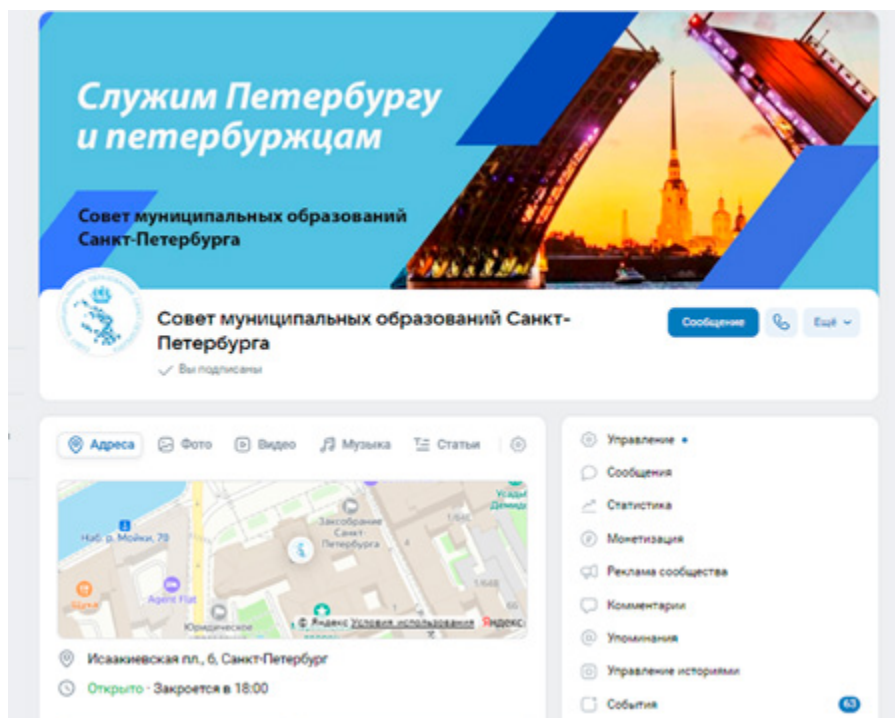 Служим Петербургу
и петербуржцам
Совет муниципальных образований
Санкт-Петербурга
Совет муниципальных образований Санкт-
Петербурга
Вы подписаны
Сообщение
Ещё
Адреса
Фото
Видео
Музыка
Статьи
Наб. р. Мойки, 79
Заксобрание
Санкт-
Петербурга
Agent Flat
Юридическое
© Яндекс Условия использования
Исаакиевская пл., 6, Санкт-Петербург
Открыто · Закроется в 18:00
Управление
Сообщения
Статистика
Монетизация
Реклама сообщества
Комментарии
Упоминания
Управление историями
События 63